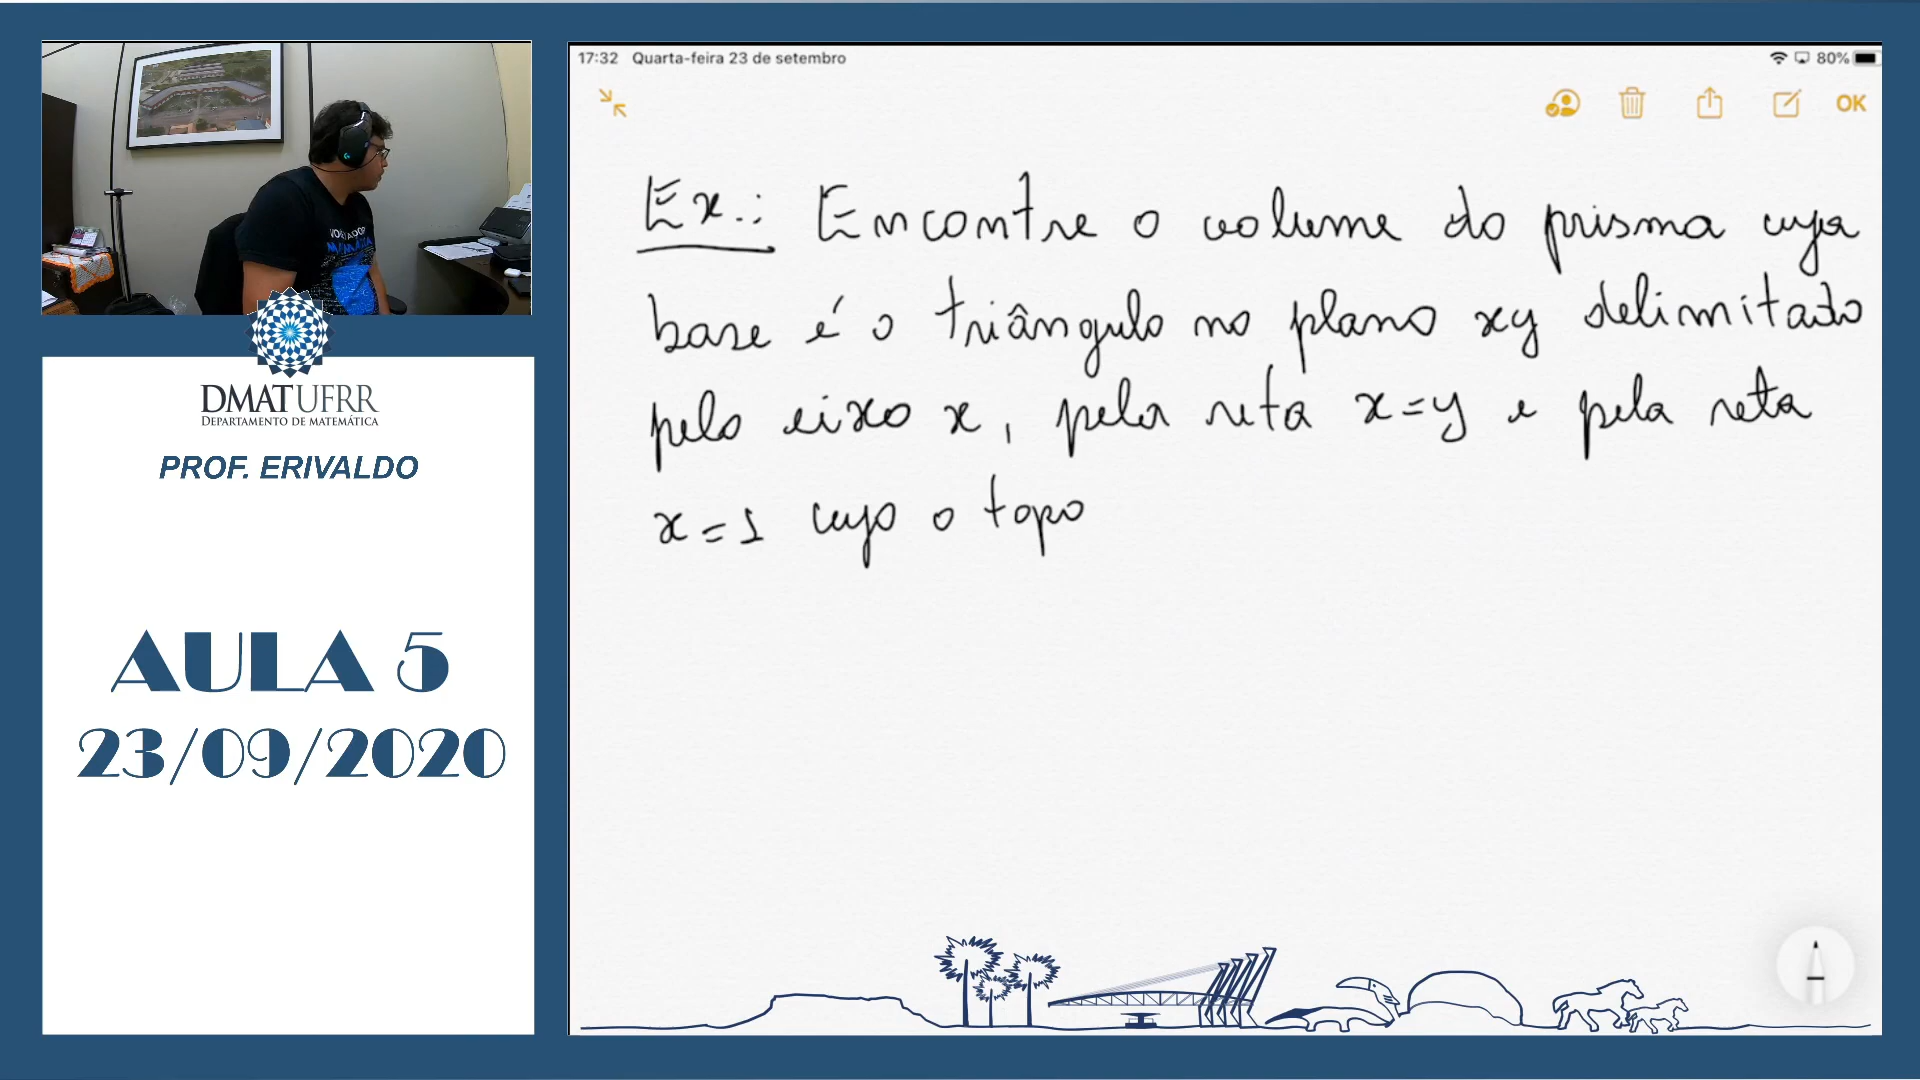 17:32 Quarta-feira 23 de setembro
80%
OK
DMATUFRR
DEPARTAMENTO DE MATEMÁTICA
PROF. ERIVALDO
AULA 5
23/09/2020
Ex.: Encontre o volume do prisma cuja
base é o triângulo no plano xy delimitado
pelo eixo x, pela reta x=y e pela reta
x=1 cujo o topo